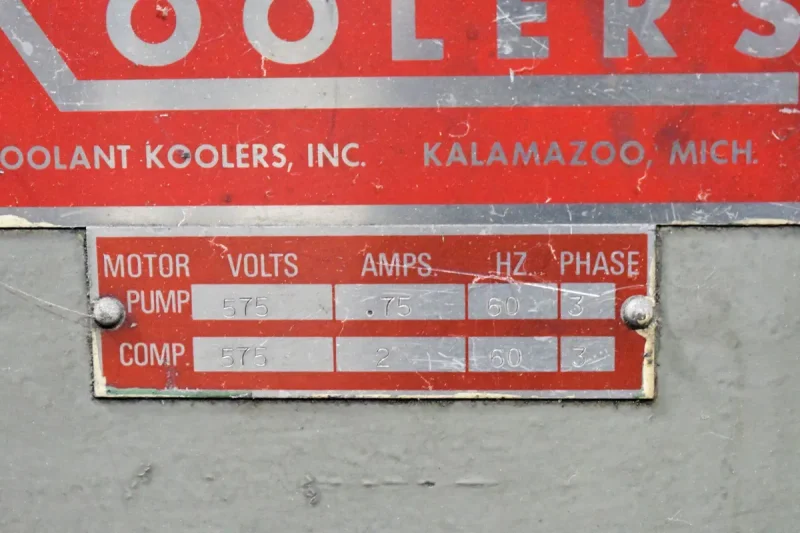 OOLERS
OOLANT KOOLERS, INC. KALAMAZOO, MICH.
MOTOR VOLTS AMPS. HZ. PHASE
PUMP 575 .75 60 3
COMP. 575 2 60 3